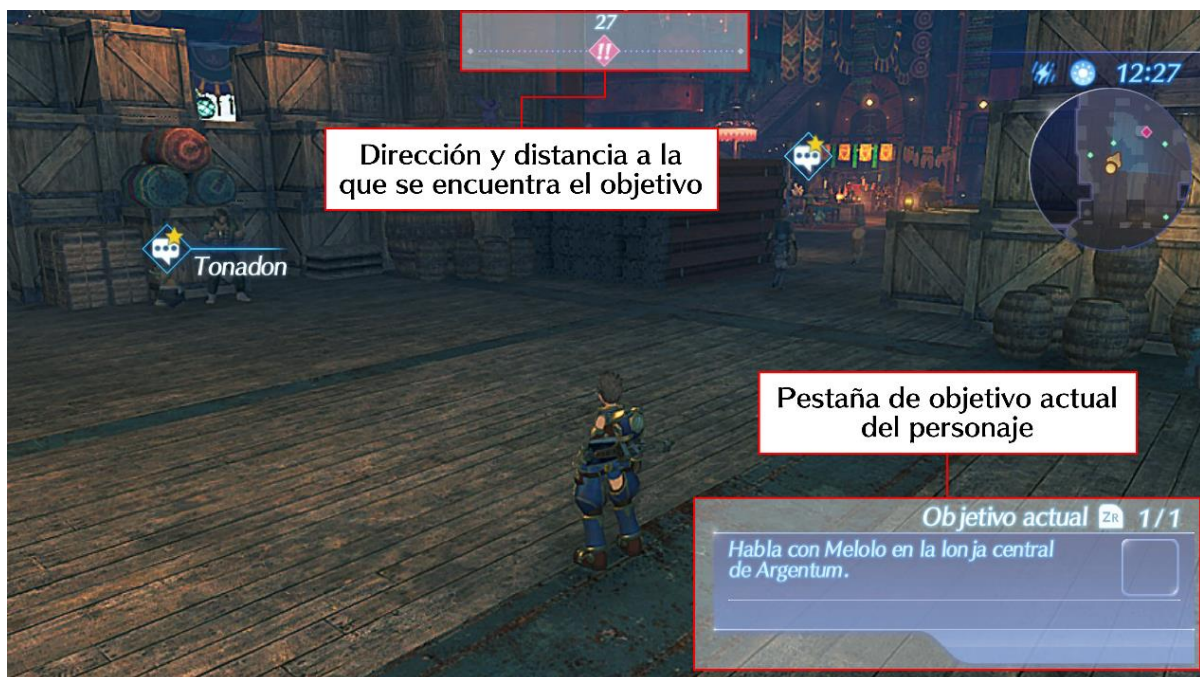 27
!!
12:27
Dirección y distancia a la
que se encuentra el objetivo
Tonadon
Pestaña de objetivo actual
del personaje
Objetivo actual ZR 1/1
Habla con Melolo en la lonja central
de Argentum.